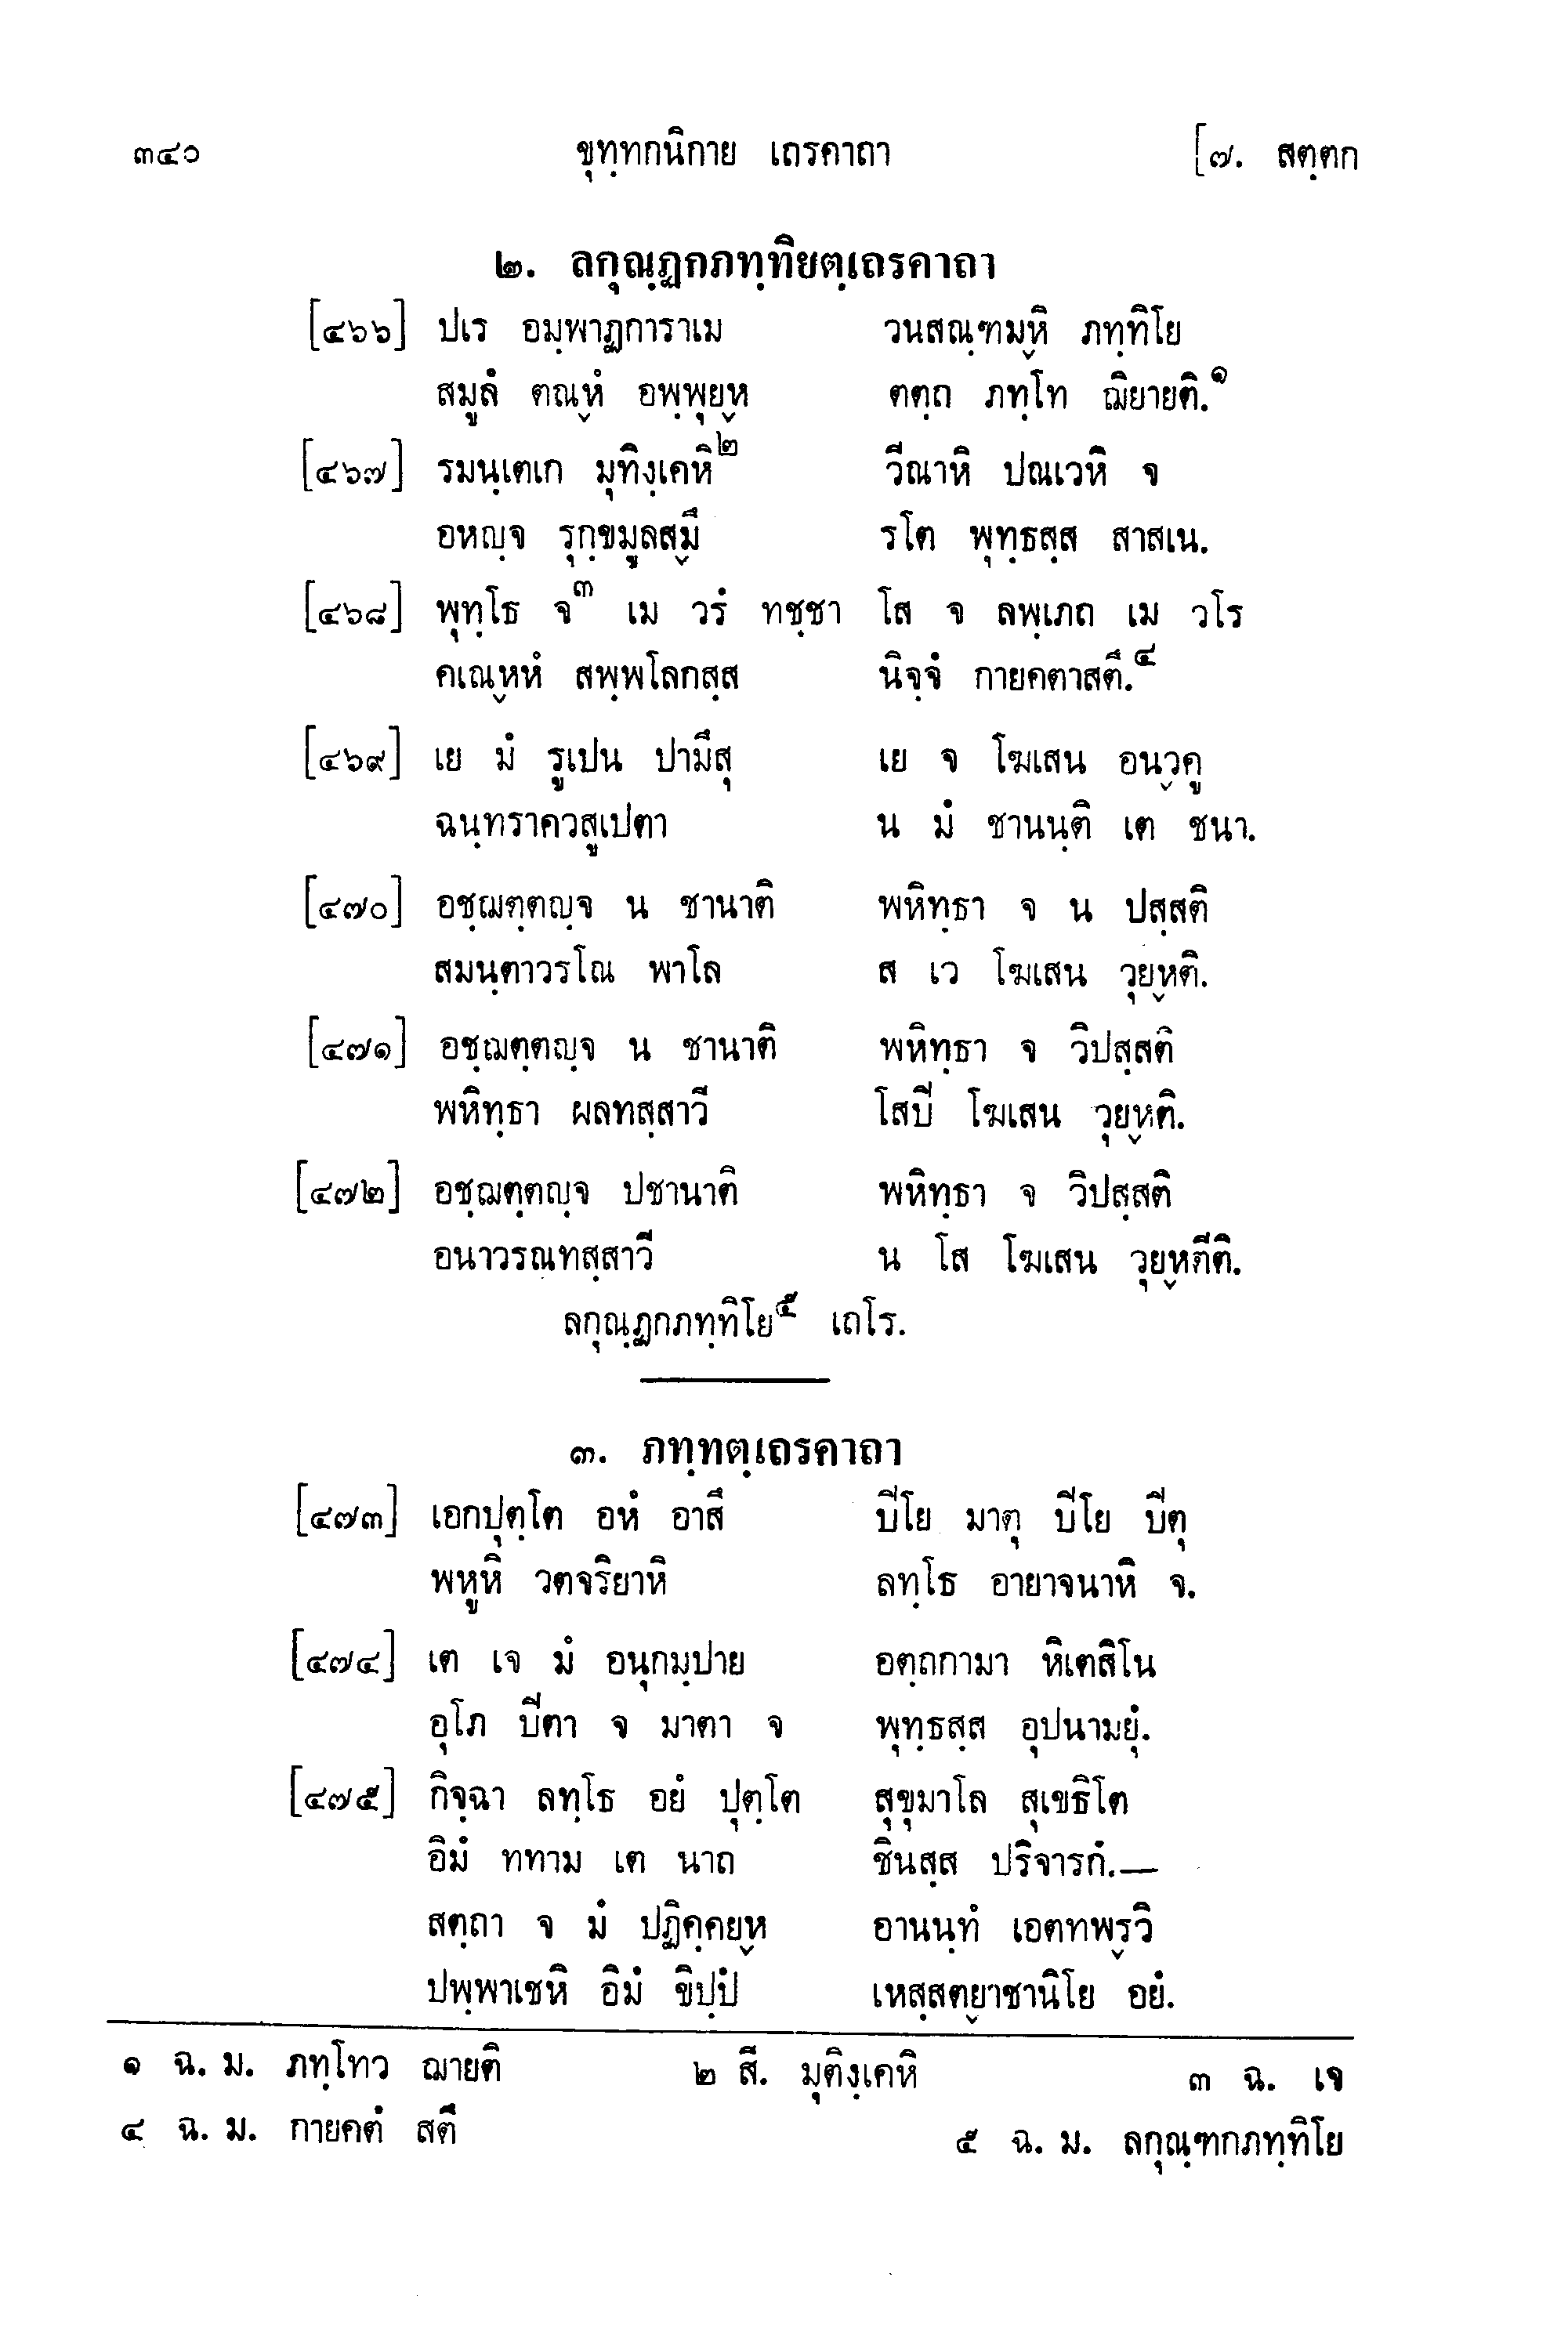 ๓๔๐ ขุทฺทกนิกาย เถรคาถา [๗. สตฺตก
๒. ลกุณฺฏกภทฺทิยตฺเถรคาถา
[๔๖๖] ปเร อมฺพาฏการาเม วนสณฺฑมฺหิ ภทฺทิโย
สมูลํ ตณฺหํ อพฺพุยฺห ตตฺถ ภทฺโท ฌิยายติ.๑
[๔๖๗] รมนฺเตเก มุทิงฺเคหิ๒ วีณาหิ ปณเวหิ จ
อหญฺจ รุกฺขมูลสฺมึ รโต พุทฺธสฺส สาสเน.
[๔๖๘] พุทฺโธ จ๓ เม วรํ ทชฺชา โส จ ลพฺเภถ เม วโร
คเณฺหหํ สพฺพโลกสฺส นิจฺจํ กายคตาสตึ.๔
[๔๖๙] เย มํ รูเปน ปามึสุ เย จ โฆเสน อนฺวคู
ฉนฺทราควสูเปตา น มํ ชานนฺติ เต ชนา.
[๔๗๐] อชฺฌตฺตญฺจ น ชานาติ พหิทฺธา จ น ปสฺสติ
สมนฺตาวรโณ พาโล ส เว โฆเสน วุยฺหติ.
[๔๗๑] อชฺฌตฺตญฺจ น ชานาติ พหิทฺธา จ วิปสฺสติ
พหิทฺธา ผลทสฺสาวี โสปิ โฆเสน วุยฺหติ.
[๔๗๒] อชฺฌตฺตญฺจ ปชานาติ พหิทฺธา จ วิปสฺสติ
อนาวรณทสฺสาวี น โส โฆเสน วุยฺหตีติ.
ลกุณฺฏกภทฺทิโย๕ เถโร.
๓. ภทฺทตฺเถรคาถา
[๔๗๓] เอกปุตฺโต อหํ อาสึ ปิโย มาตุ ปิโย ปิตุ
พหูหิ วตจริยาหิ ลทฺโธ อายาจนาหิ จ.
[๔๗๔] เต เจ มํ อนุกมฺปาย อตฺถกามา หิเตสิโน
อุโภ ปิตา จ มาตา จ พุทฺธสฺส อุปนามยุํ.
[๔๗๕] กิจฺฉา ลทฺโธ อยํ ปุตฺโต สุขุมาโล สุเขธิโต
อิมํ ททาม เต นาถ ชินสฺส ปริจารกํ.—
สตฺถา จ มํ ปฏิคฺคยฺห อานนฺทํ เอตทพฺรวิ
ปพฺพาเชหิ อิมํ ขิปฺปํ เหสฺสตฺยาชานิโย อยํ.
๑ ฉ. ม. ภทฺโทว ฌายติ ๒ สี. มุติงฺเคหิ ๓ ฉ. เจ
๔ ฉ. ม. กายคตํ สตึ ๕ ฉ. ม. ลกุณฺฑกภทฺทิโย